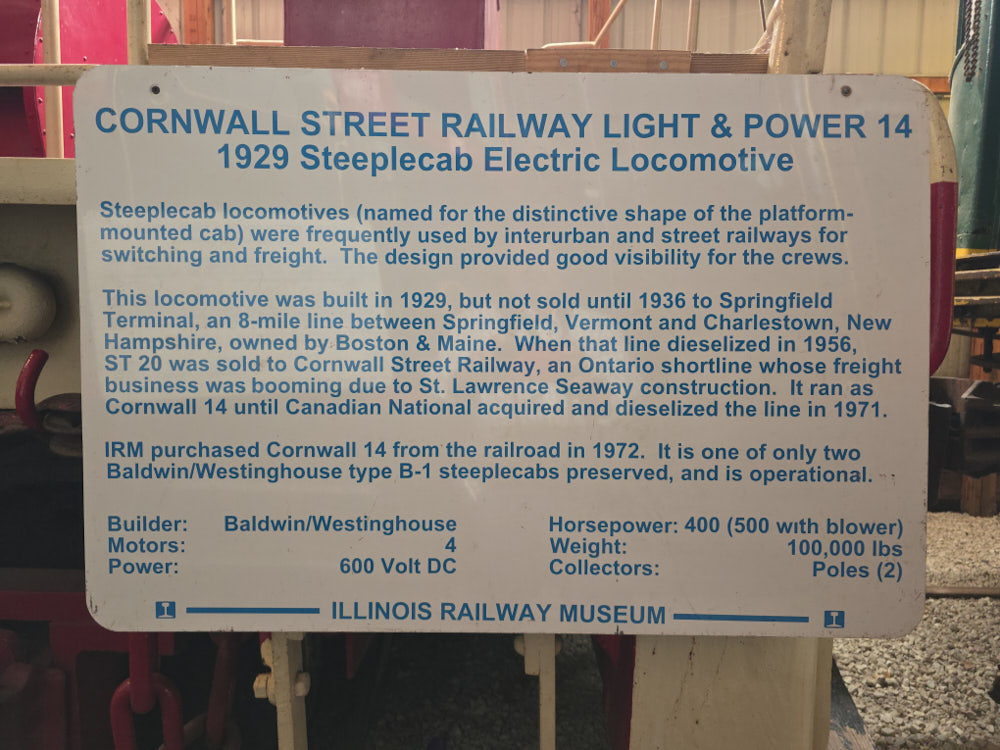 CORNWALL STREET RAILWAY LIGHT & POWER 14
1929 Steeplecab Electric Locomotive
Steeplecab locomotives (named for the distinctive shape of the platform-
mounted cab) were frequently used by interurban and street railways for
switching and freight. The design provided good visibility for the crews.
This locomotive was built in 1929, but not sold until 1936 to Springfield
Terminal, an 8-mile line between Springfield, Vermont and Charlestown, New
Hampshire, owned by Boston & Maine. When that line dieselized in 1956,
ST 20 was sold to Cornwall Street Railway, an Ontario shortline whose freight
business was booming due to St. Lawrence Seaway construction. It ran as
Cornwall 14 until Canadian National acquired and dieselized the line in 1971.
IRM purchased Cornwall 14 from the railroad in 1972. It is one of only two
Baldwin/Westinghouse type B-1 steeplecabs preserved, and is operational.
Builder: Baldwin/Westinghouse Horsepower: 400 (500 with blower)
Motors: 4 Weight: 100,000 lbs
Power: 600 Volt DC Collectors: Poles (2)
I ILLINOIS RAILWAY MUSEUM I